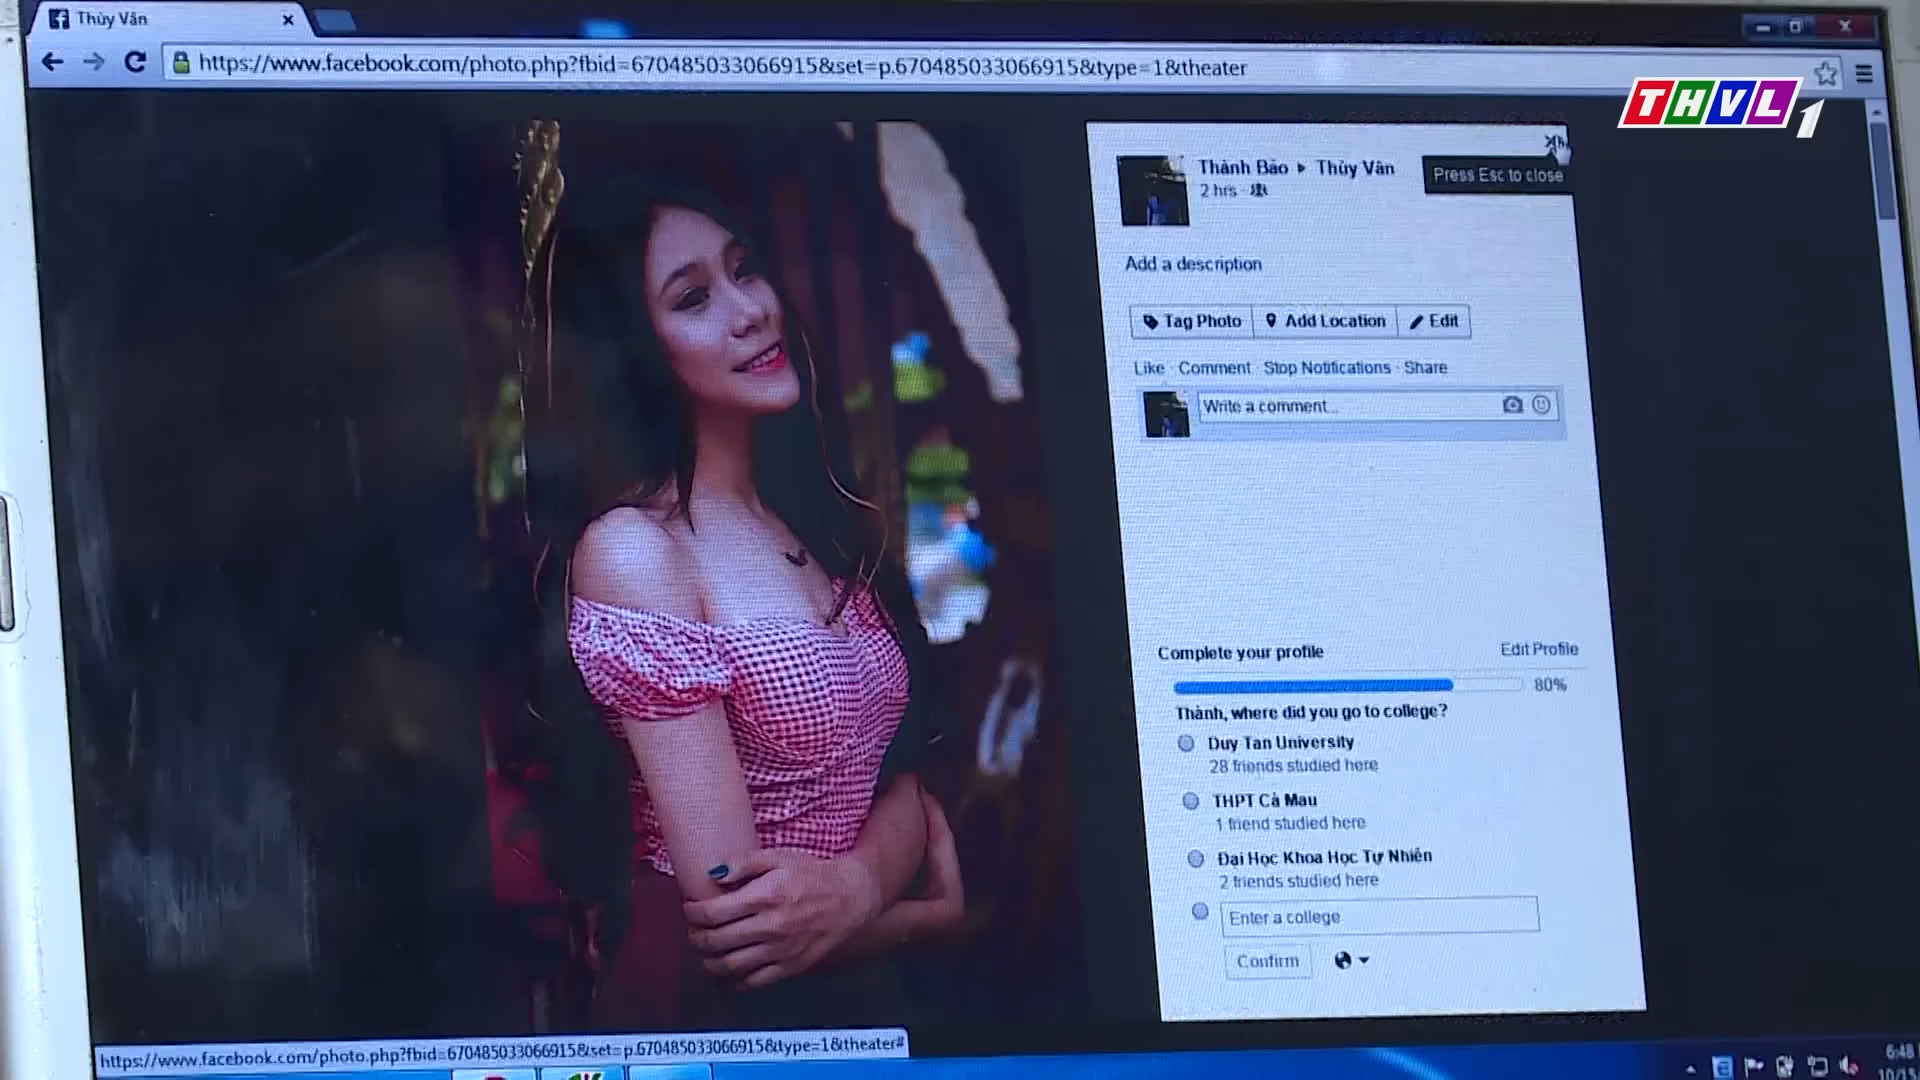 Thùy Vân
https://www.facebook.com/photo.php?fbid=670485033066915&set=p.670485033066915&type=1&theater
THVL1
Thành Bảo ▸ Thùy Vân
2 hrs
Press Esc to close
Add a description
Tag Photo
Add Location
Edit
Like · Comment · Stop Notifications · Share
Write a comment...
Complete your profile
Edit Profile
80%
Thành, where did you go to college?
Duy Tan University
28 friends studied here
THPT Cà Mau
1 friend studied here
Đại Học Khoa Học Tự Nhiên
2 friends studied here
Enter a college
Confirm
https://www.facebook.com/photo.php?fbid=670485033066915&set=p.670485033066915&type=1&theater#
6:48
10/15